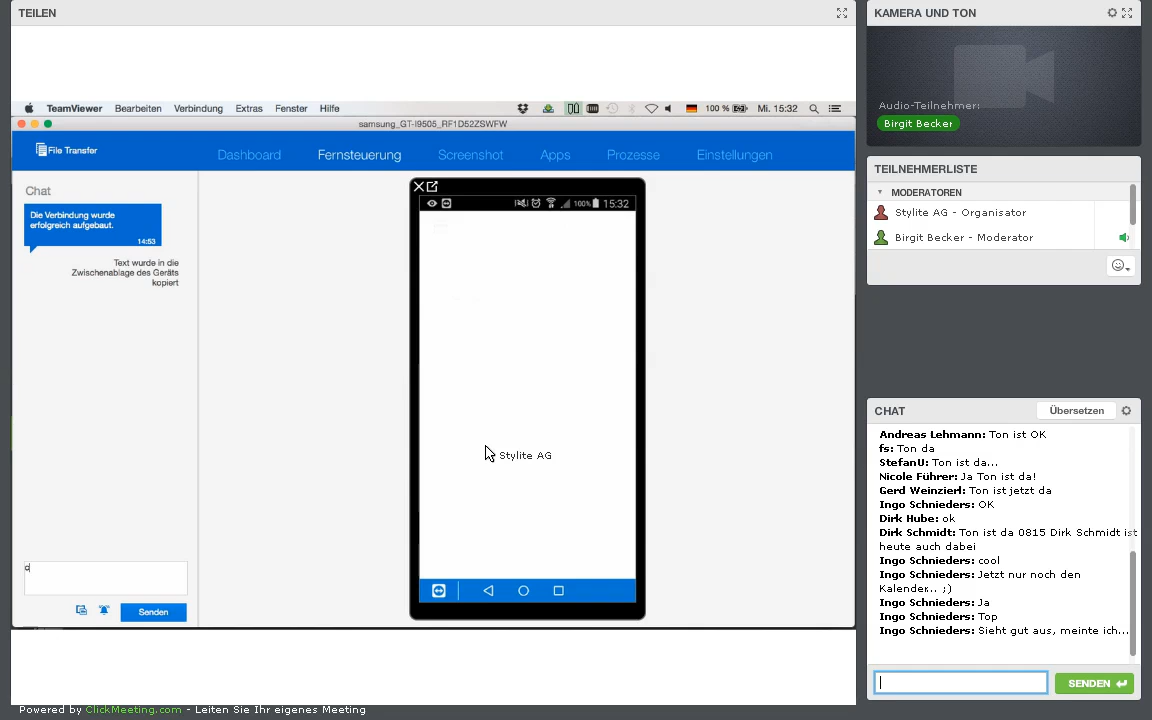 TEILEN
TeamViewer Bearbeiten Verbindung Extras Fenster Hilfe
100 % Mi. 15:32
samsung_GT-I9505_RF1D52ZSWFW
File Transfer
Dashboard Fernsteuerung Screenshot Apps Prozesse Einstellungen
Chat
Die Verbindung wurde
erfolgreich aufgebaut.
14:53
Text wurde in die
Zwischenablage des Geräts
kopiert
Senden
100% 15:32
Stylite AG
KAMERA UND TON
Audio-Teilnehmer:
Birgit Becker
TEILNEHMERLISTE
MODERATOREN
Stylite AG - Organisator
Birgit Becker - Moderator
CHAT
Übersetzen
Andreas Lehmann: Ton ist OK
fs: Ton da
StefanU: Ton ist da...
Nicole Führer: Ja Ton ist da!
Gerd Weinzierl: Ton ist jetzt da
Ingo Schnieders: OK
Dirk Hube: ok
Dirk Schmidt: Ton ist da 0815 Dirk Schmidt ist
heute auch dabei
Ingo Schnieders: cool
Ingo Schnieders: Jetzt nur noch den
Kalender... ;)
Ingo Schnieders: Ja
Ingo Schnieders: Top
Ingo Schnieders: Sieht gut aus, meinte ich...
SENDEN
Powered by ClickMeeting.com - Leiten Sie Ihr eigenes Meeting